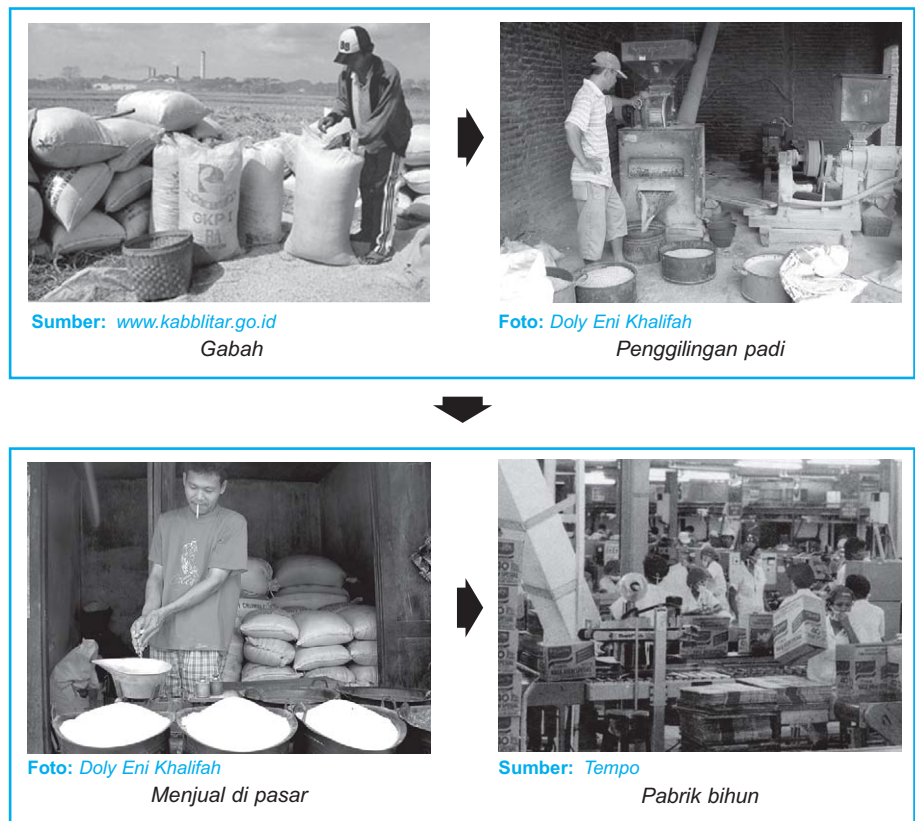 GKP I
Sumber: www.kabblitar.go.id
Gabah
Foto: Doly Eni Khalifah
Penggilingan padi
Foto: Doly Eni Khalifah
Menjual di pasar
Sumber: Tempo
Pabrik bihun